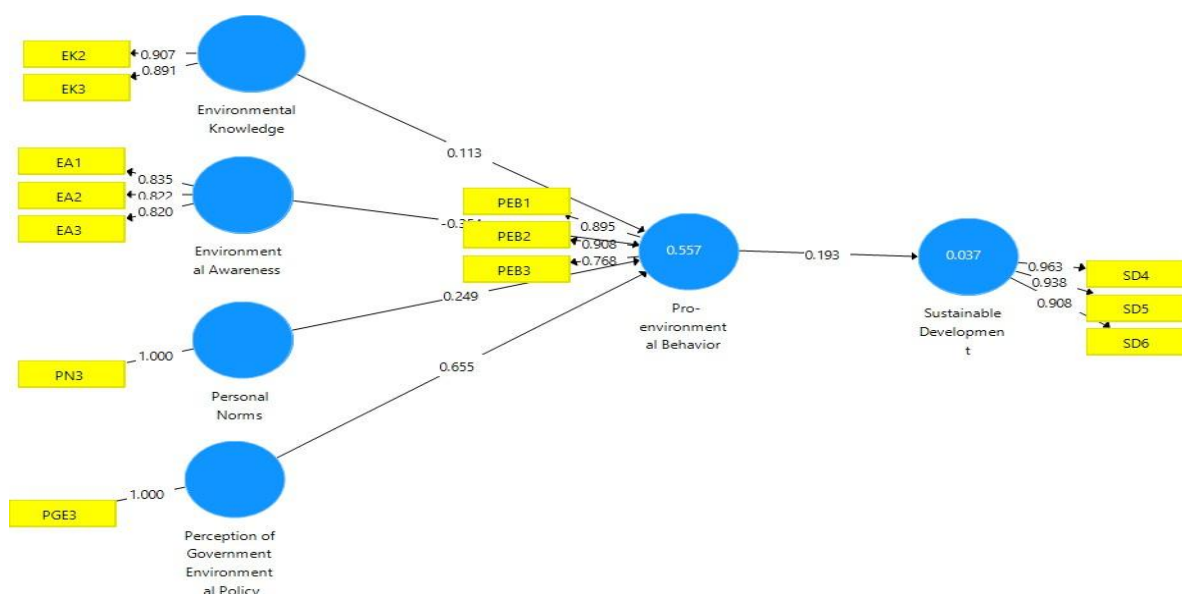 EK2
0.907
EK3
0.891
Environmental
Knowledge
0.113
EA1
0.835
EA2
0.822
EA3
0.820
Environment
al Awareness
PEB1
0.895
PEB2
0.908
PEB3
0.768
0.557
Pro-
environment
al Behavior
0.193
0.037
Sustainable
Developmen
t
0.963
SD4
0.938
SD5
0.908
SD6
0.249
PN3
1.000
Personal
Norms
0.655
PGE3
1.000
Perception of
Government
Environment
al Policy